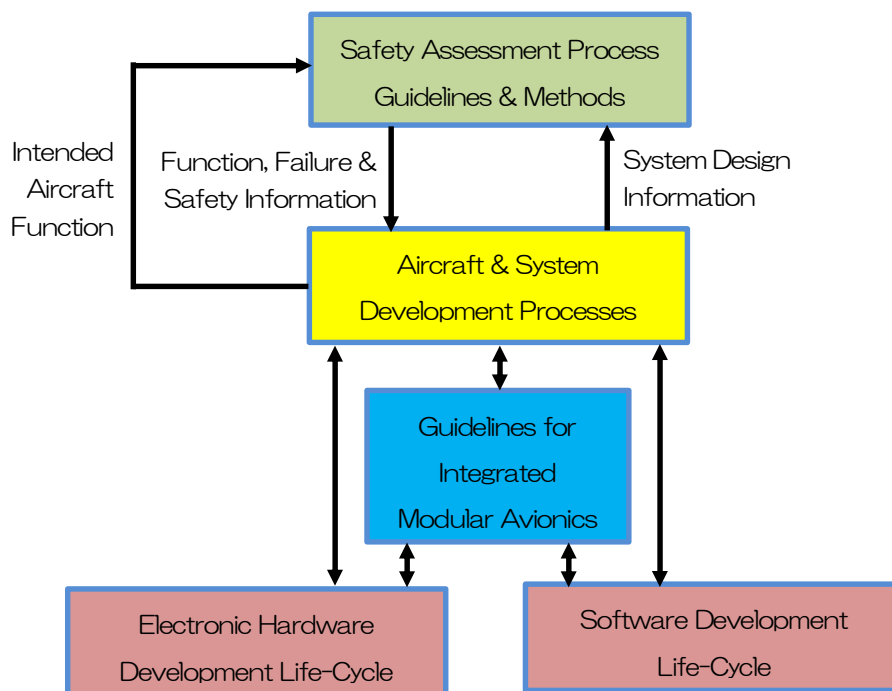 Safety Assessment Process
Guidelines & Methods
Intended
Aircraft
Function
Function, Failure &
Safety Information
System Design
Information
Aircraft & System
Development Processes
Guidelines for
Integrated
Modular Avionics
Electronic Hardware
Development Life-Cycle
Software Development
Life-Cycle